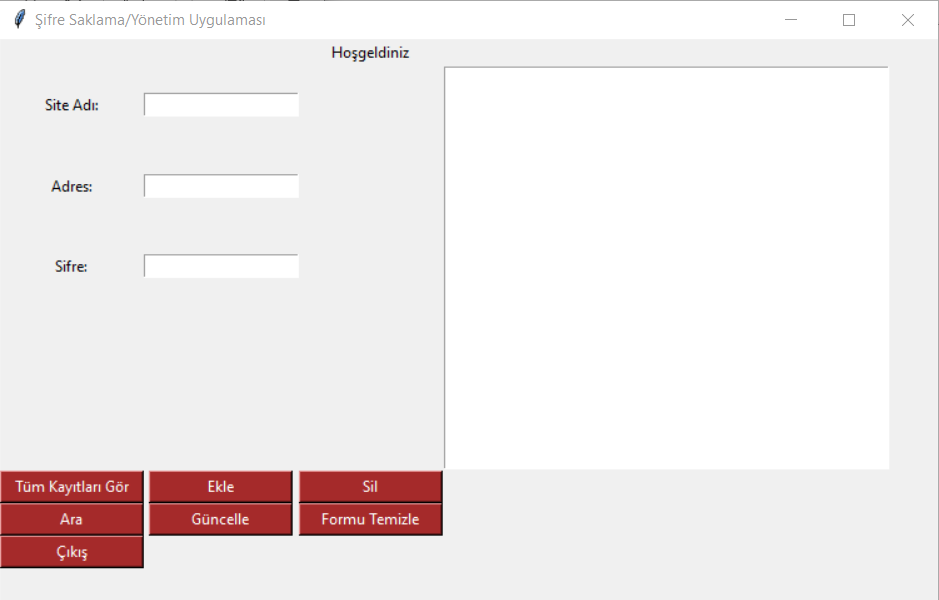 Şifre Saklama/Yönetim Uygulaması
Hoşgeldiniz
Site Adı:
Adres:
Sifre:
Tüm Kayıtları Gör Ekle Sil
Ara Güncelle Formu Temizle
Çıkış